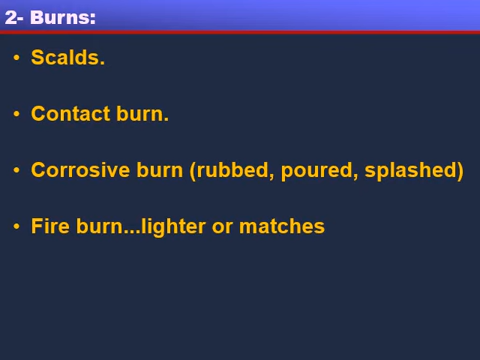 2- Burns:
• Scalds.
• Contact burn.
• Corrosive burn (rubbed, poured, splashed)
• Fire burn...lighter or matches